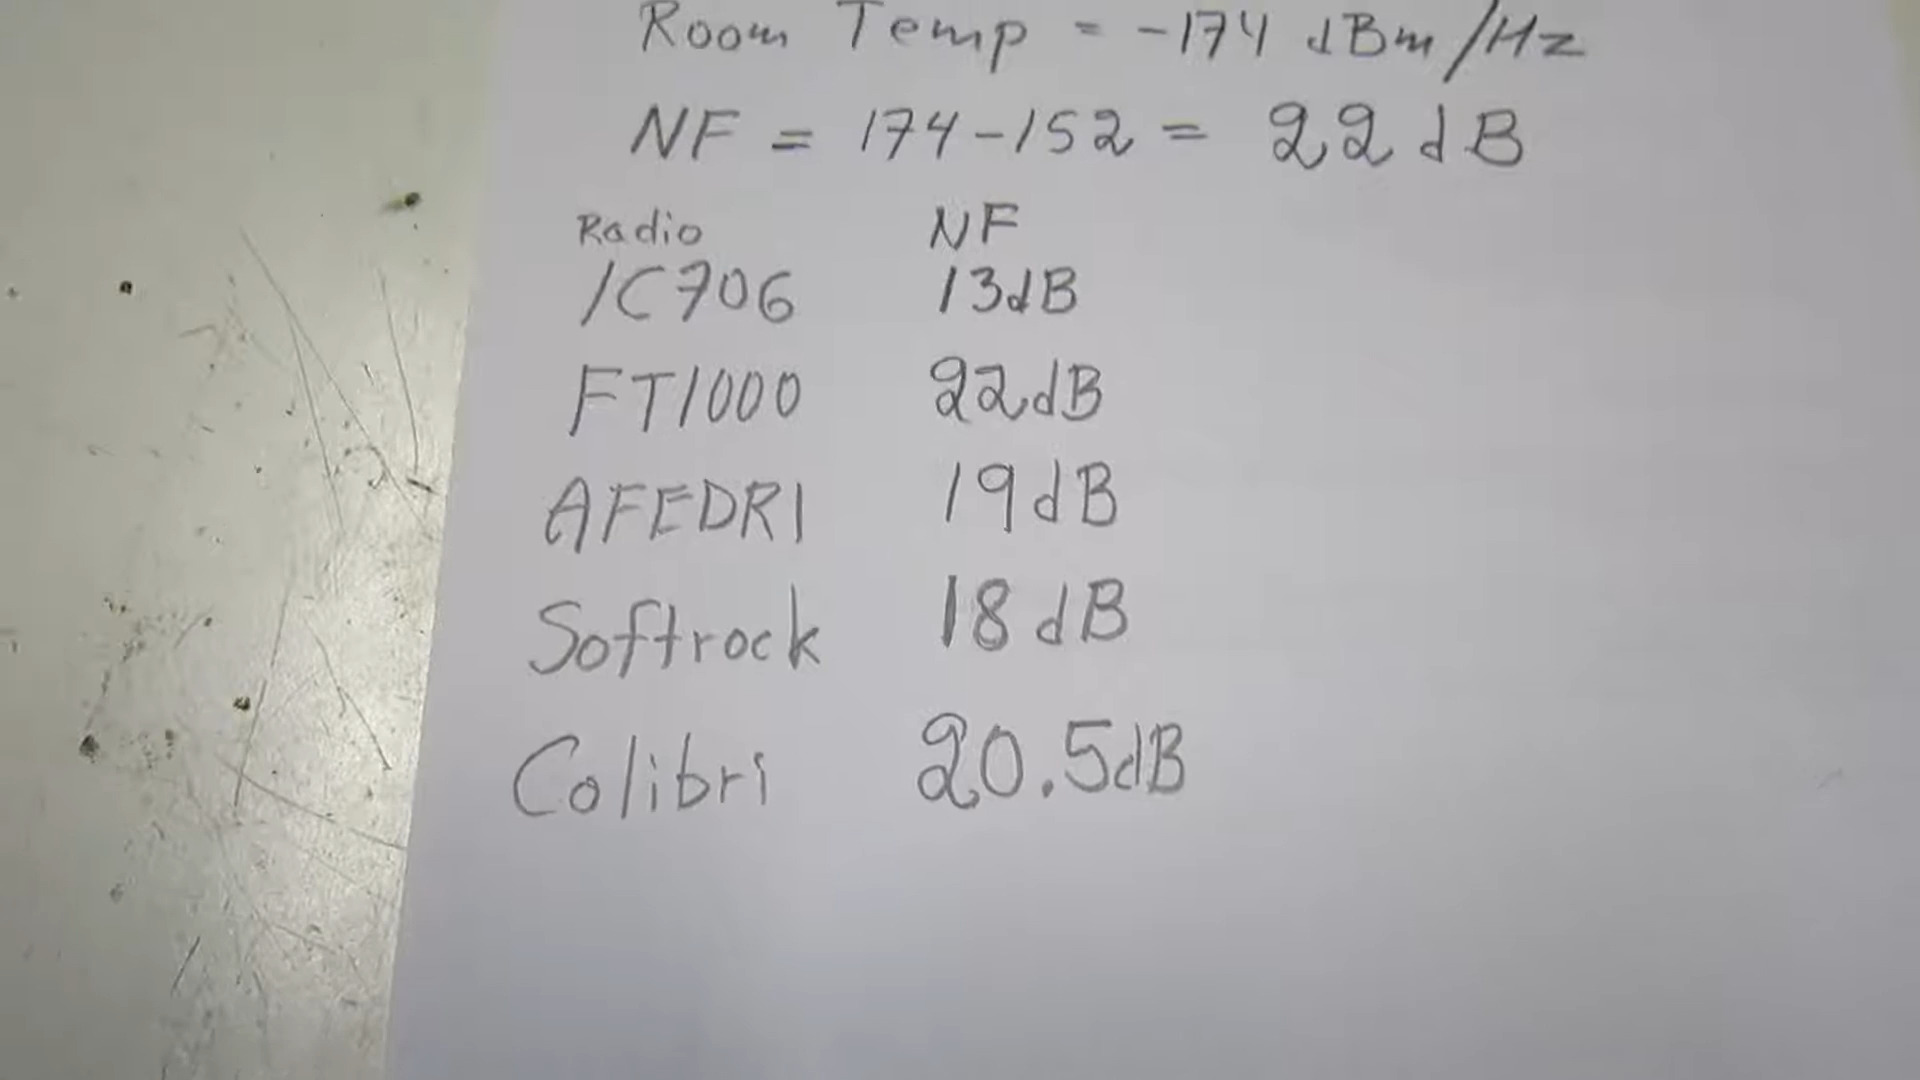 Room Temp = -174 dBm/Hz
NF = 174-152 = 22 dB
Radio NF
IC706 13dB
FT1000 22dB
AFEDRI 19dB
Softrock 18dB
Colibri 20.5dB